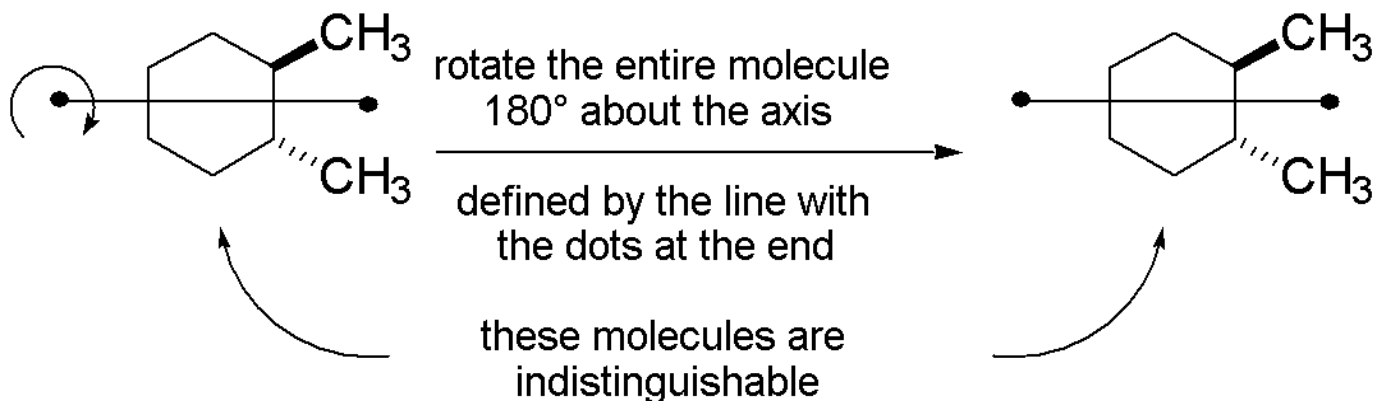 CH3
CH3
rotate the entire molecule
180° about the axis
defined by the line with
the dots at the end
CH3
CH3
these molecules are
indistinguishable